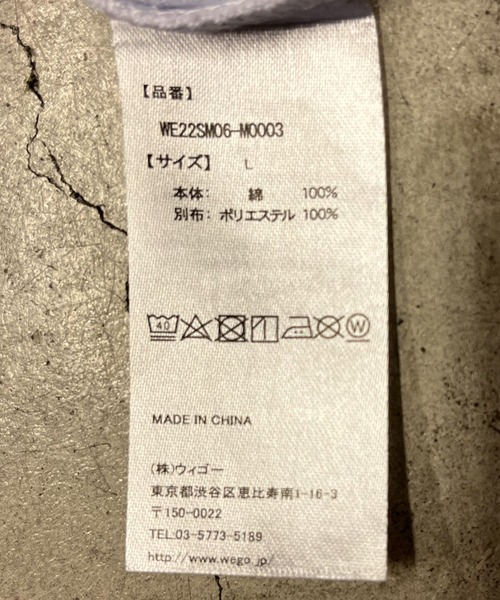 【品番】
WE22SM06-M0003
【サイズ】 L
本体: 綿 100%
別布: ポリエステル 100%
40 W
MADE IN CHINA
(株)ウィゴー
東京都渋谷区恵比寿南1-16-3
〒150-0022
TEL:03-5773-5189
http://www.wego.jp/